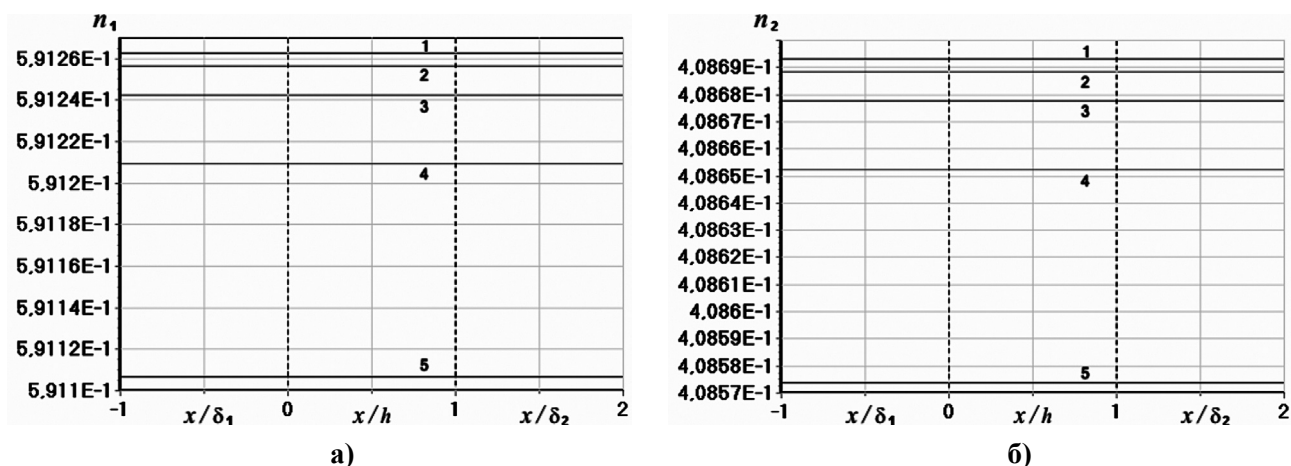 n₁
5,9126E-1
5,9124E-1
5,9122E-1
5,912E-1
5,9118E-1
5,9116E-1
5,9114E-1
5,9112E-1
5,911E-1
1
2
3
4
5
-1 x/δ₁ 0 x/h 1 x/δ₂ 2
а)
n₂
4,0869E-1
4,0868E-1
4,0867E-1
4,0866E-1
4,0865E-1
4,0864E-1
4,0863E-1
4,0862E-1
4,0861E-1
4,086E-1
4,0859E-1
4,0858E-1
4,0857E-1
1
2
3
4
5
-1 x/δ₁ 0 x/h 1 x/δ₂ 2
б)